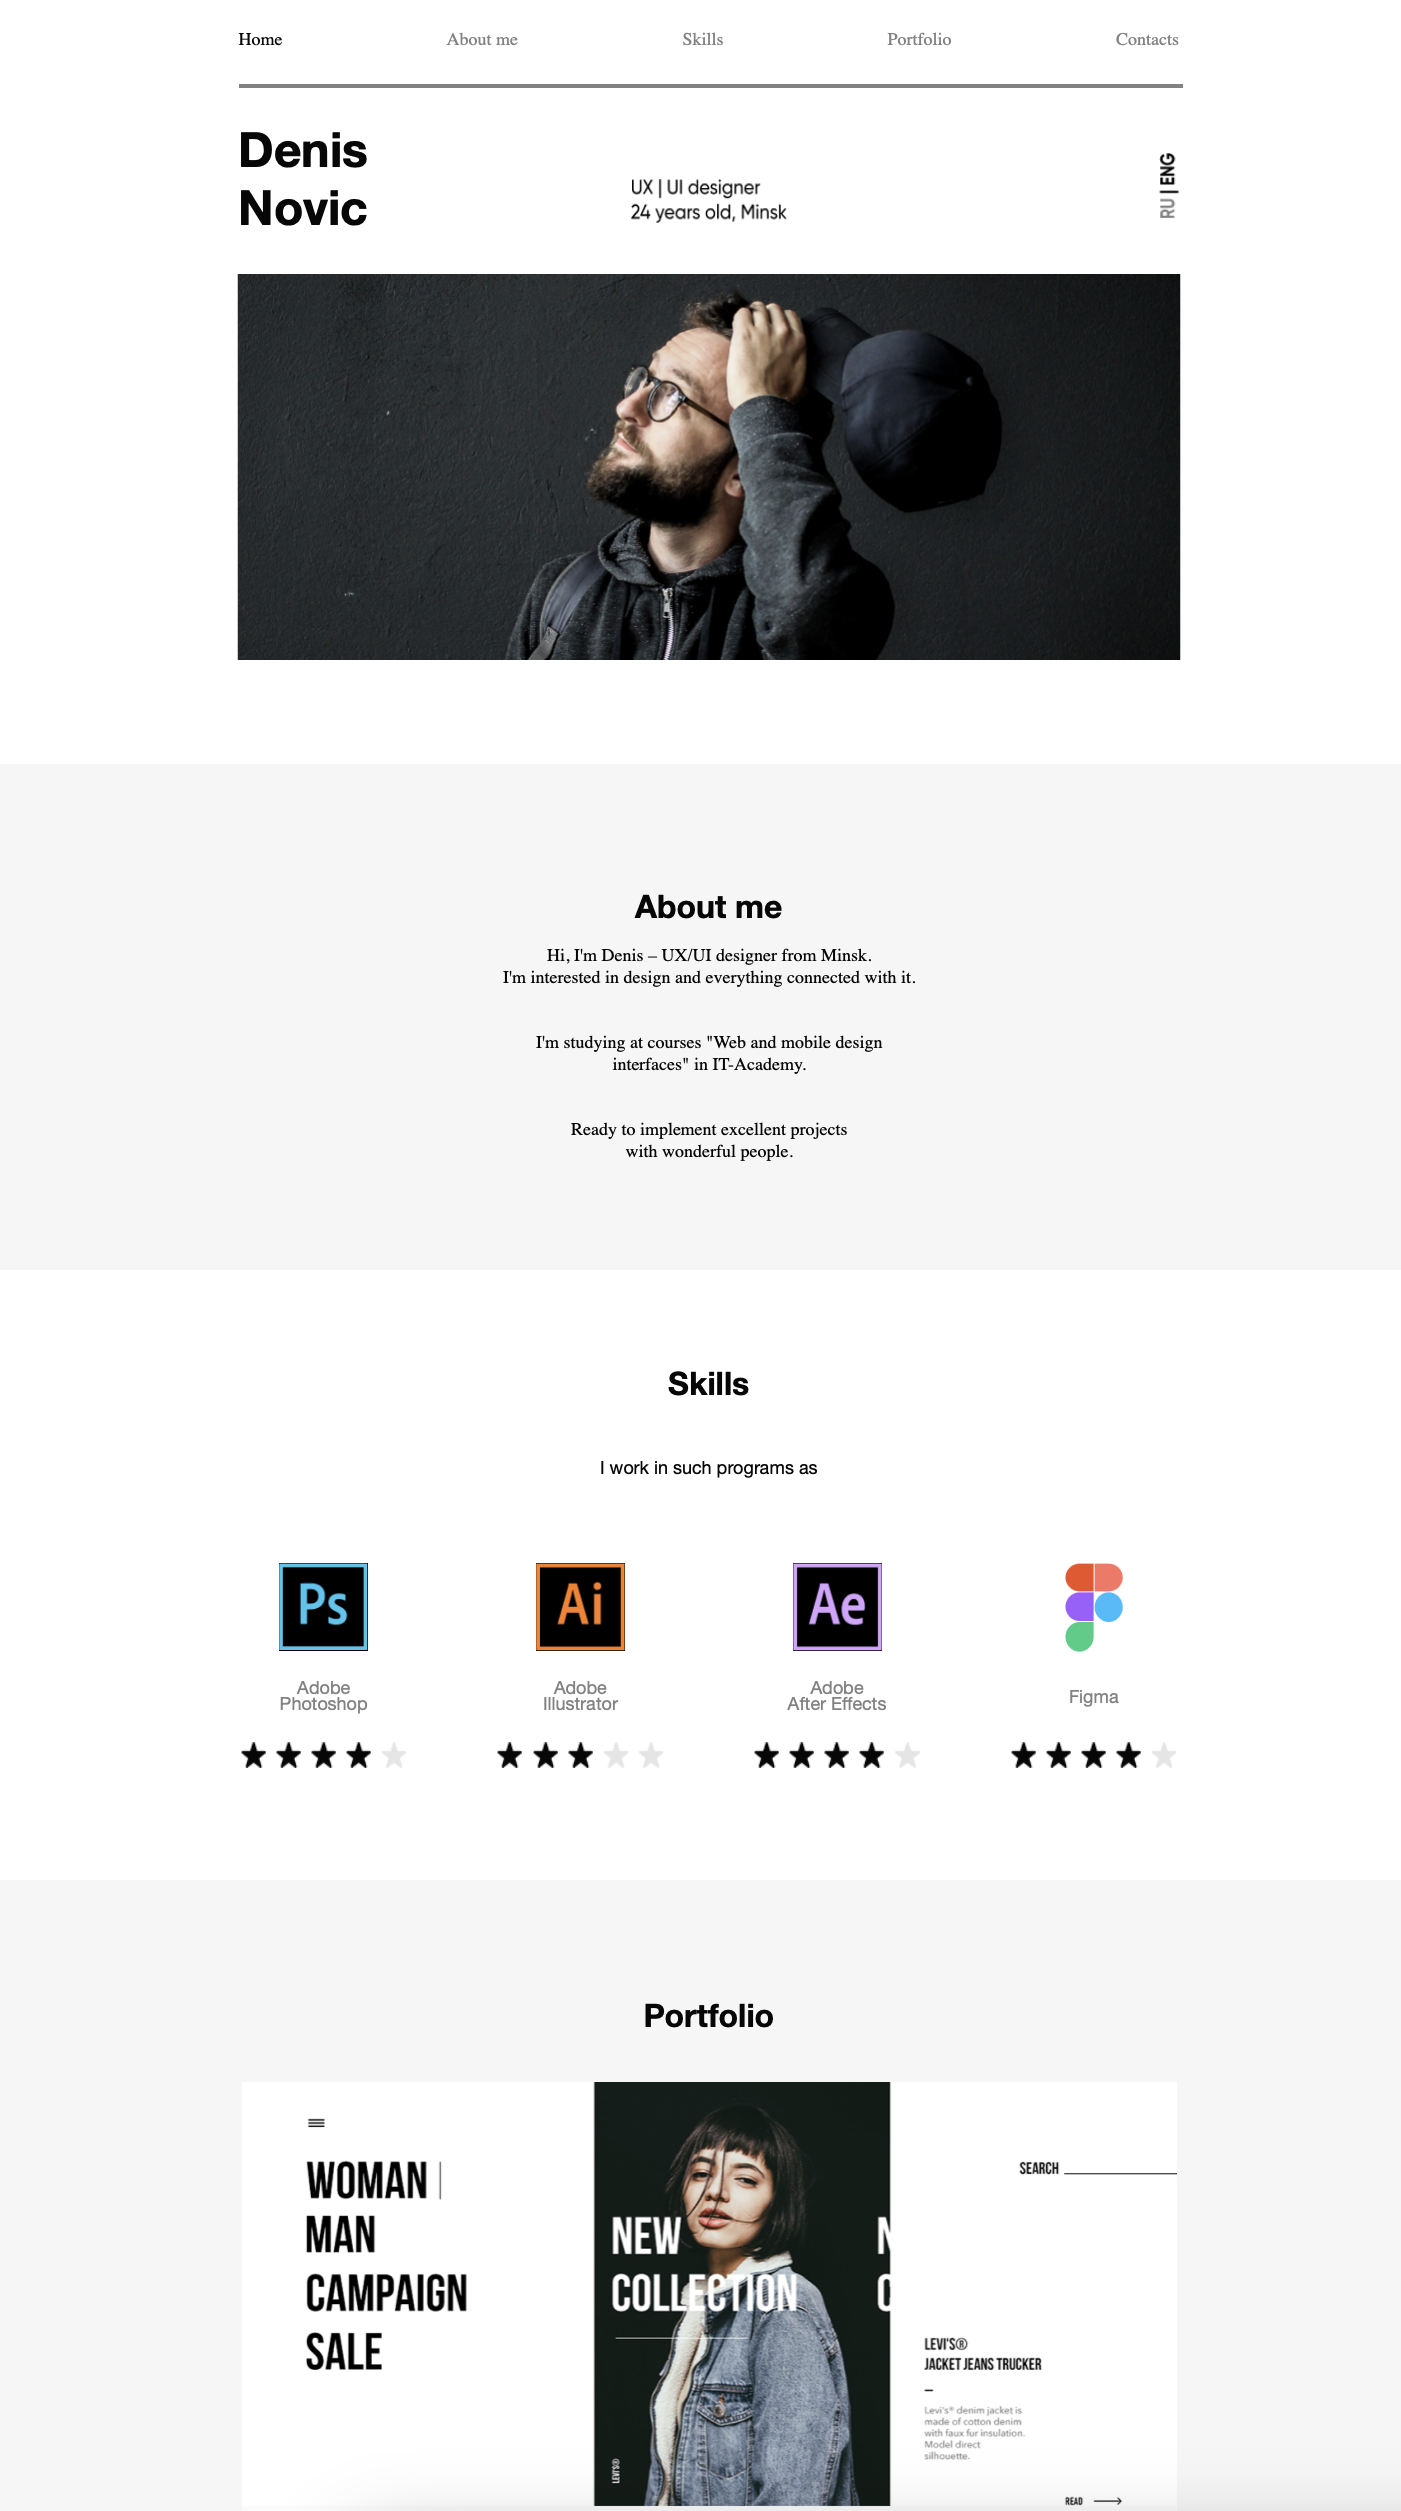 Home
About me
Skills
Portfolio
Contacts
Denis
Novic
UX | UI designer
24 years old, Minsk
RU | ENG
About me
Hi, I'm Denis – UX/UI designer from Minsk.
I'm interested in design and everything connected with it.
I'm studying at courses "Web and mobile design
interfaces" in IT-Academy.
Ready to implement excellent projects
with wonderful people.
Skills
I work in such programs as
Ps
Ai
Ae
Adobe
Photoshop
Adobe
Illustrator
Adobe
After Effects
Figma
Portfolio
WOMAN |
MAN
CAMPAIGN
SALE
NEW
COLLECTION
N
C
LEVI'S®
SEARCH
LEVI'S®
JACKET JEANS TRUCKER
–
Levi's® denim jacket is
made of cotton denim
with faux fur insulation.
Model direct
silhouette.
READ